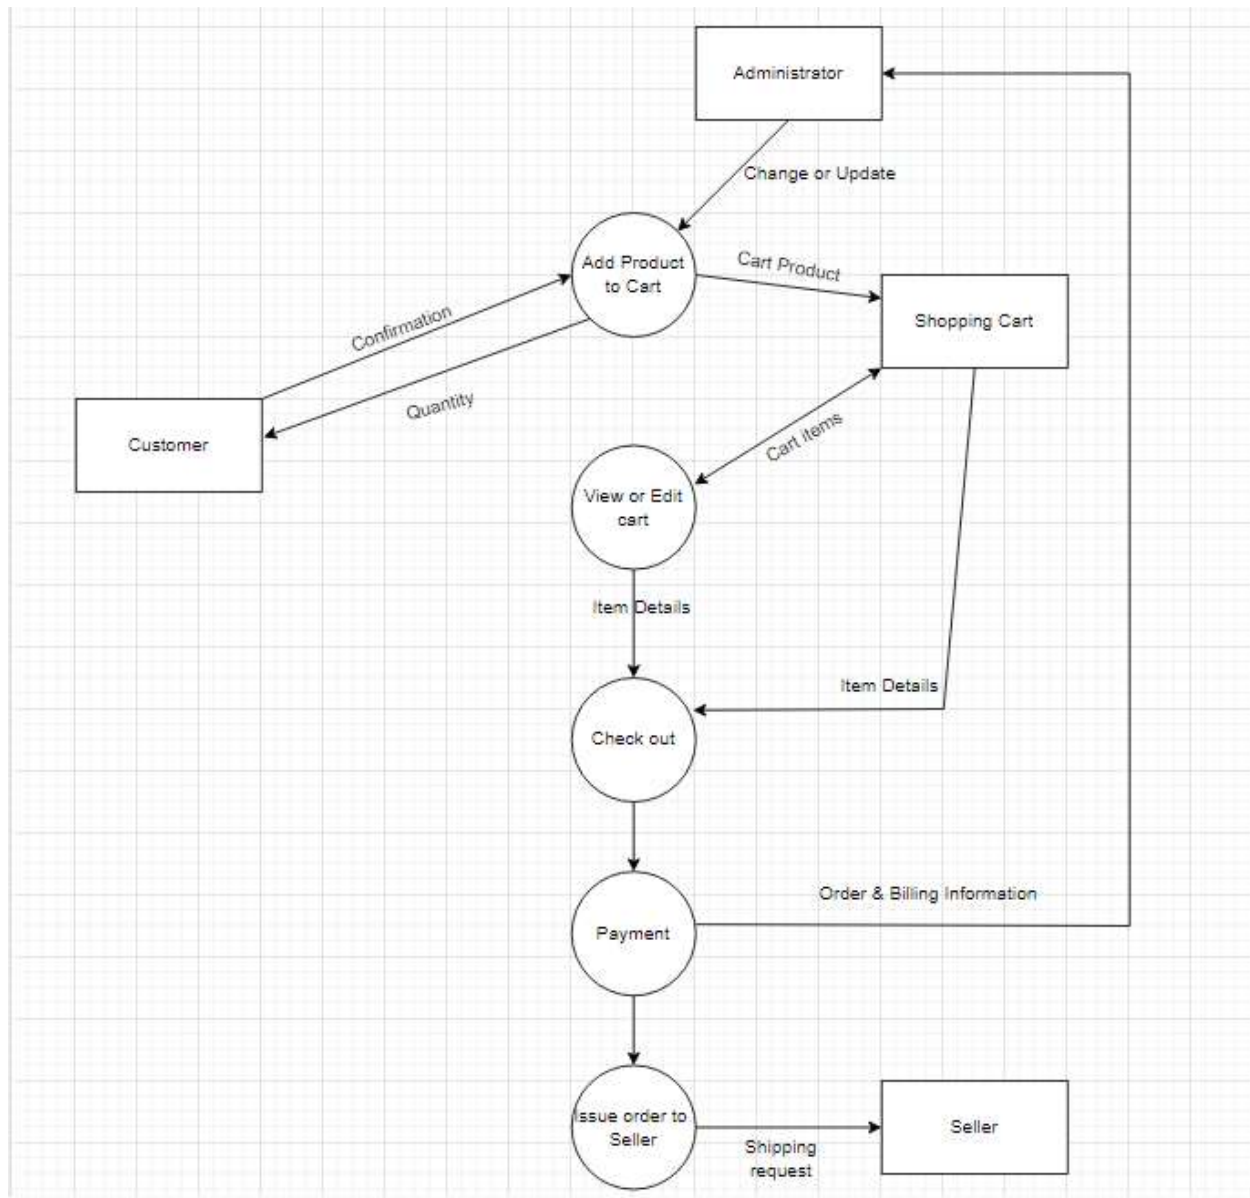 Administrator
Change or Update
Add Product
to Cart
Cart Product
Shopping Cart
Confirmation
Quantity
Customer
Cart items
View or Edit
cart
Item Details
Item Details
Check out
Order & Billing Information
Payment
Issue order to
Seller
Shipping
request
Seller